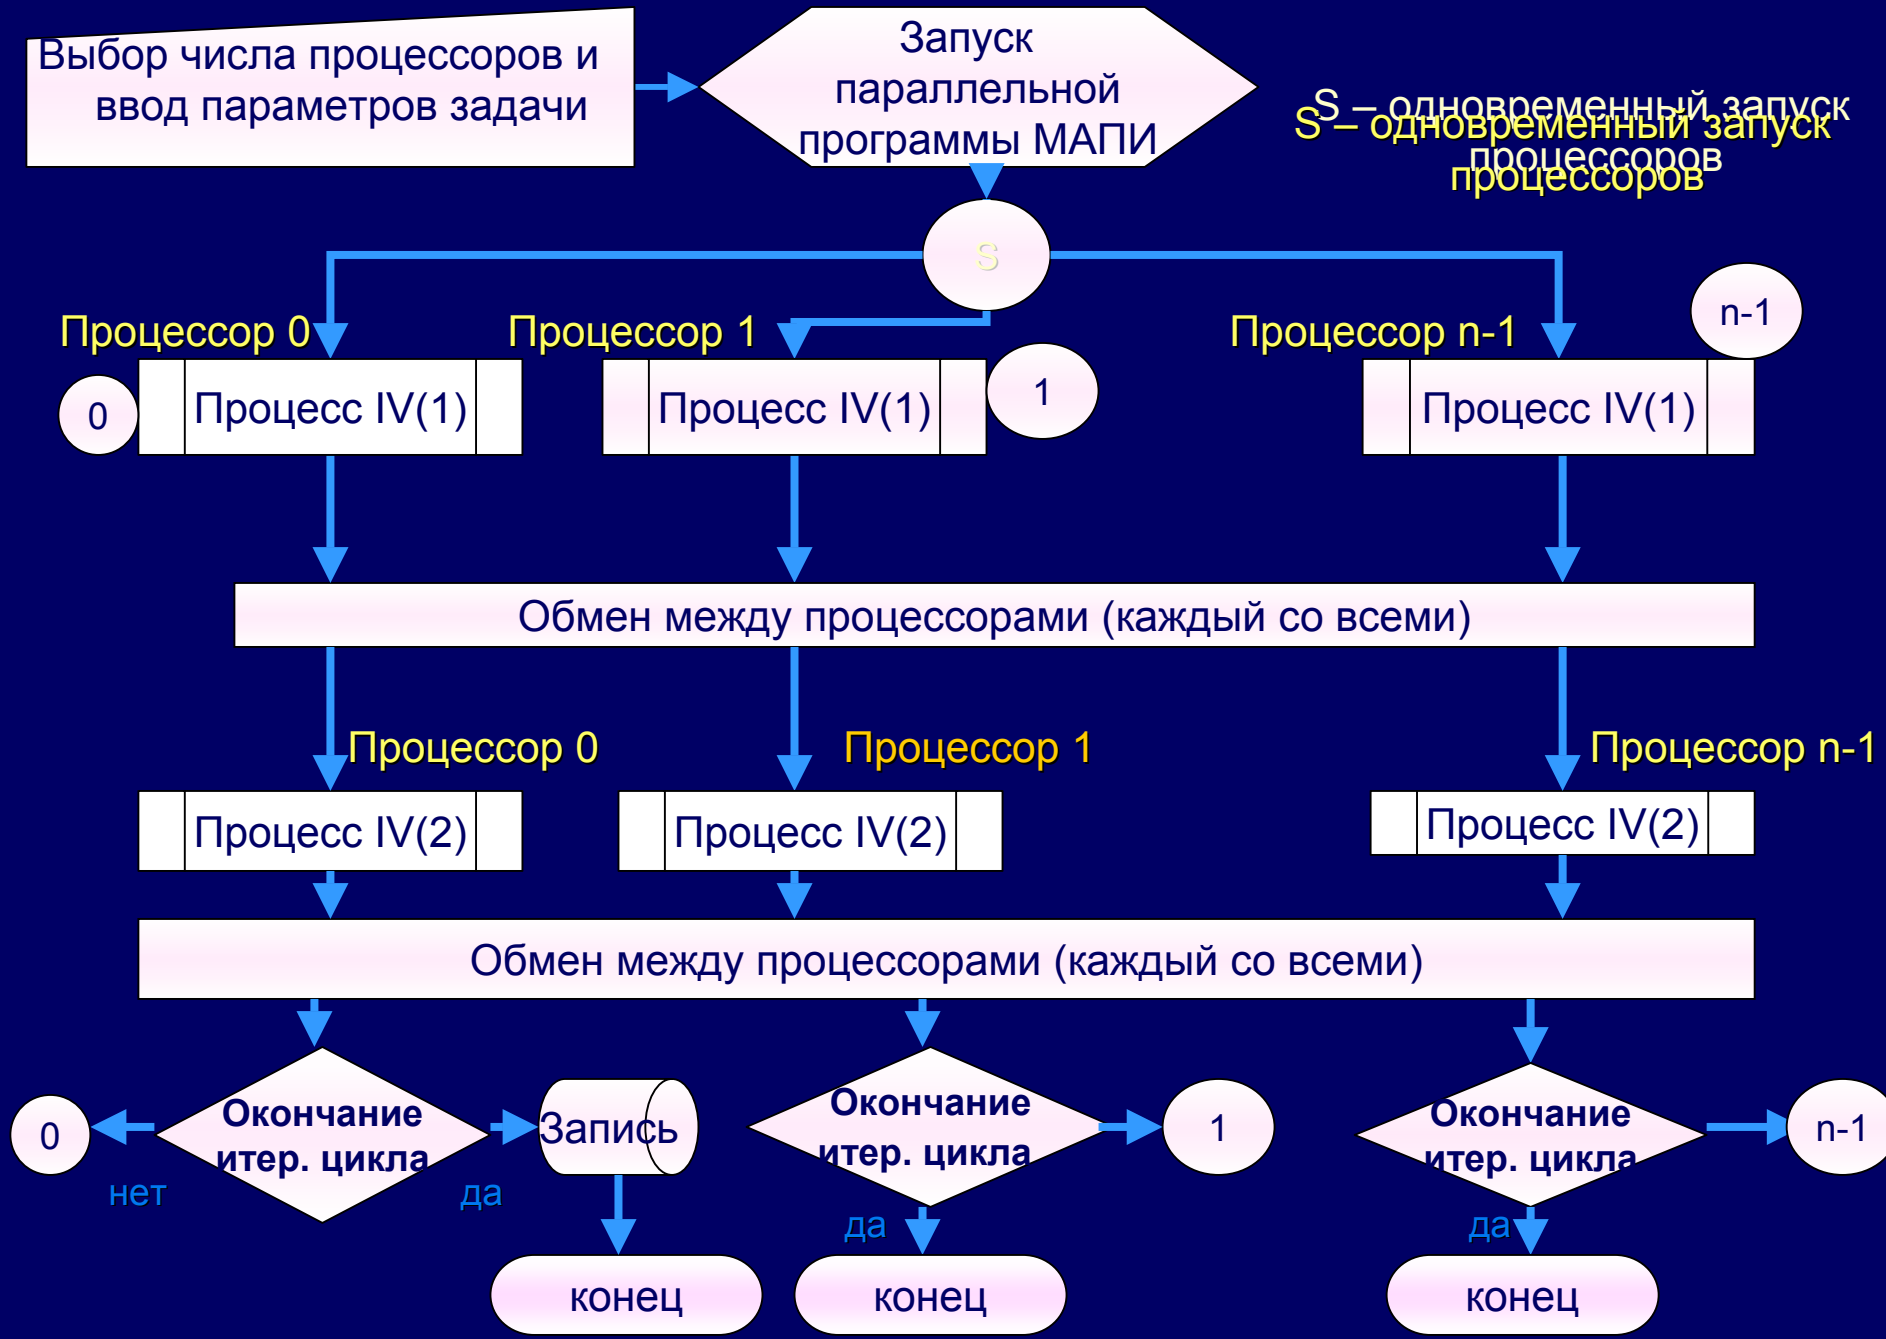 Выбор числа процессоров и
ввод параметров задачи
Запуск
параллельной
программы МАПИ
S – одновременный запуск
процессоров
S – одновременный запуск
процессоров
S
Процессор 0
Процессор 1
Процессор n-1
n-1
0
Процесс IV(1)
Процесс IV(1)
1
Процесс IV(1)
Обмен между процессорами (каждый со всеми)
Процессор 0
Процессор 1
Процессор n-1
Процесс IV(2)
Процесс IV(2)
Процесс IV(2)
Обмен между процессорами (каждый со всеми)
0
Окончание
итер. цикла
Запись
Окончание
итер. цикла
1
Окончание
итер. цикла
n-1
нет
да
да
да
конец
конец
конец